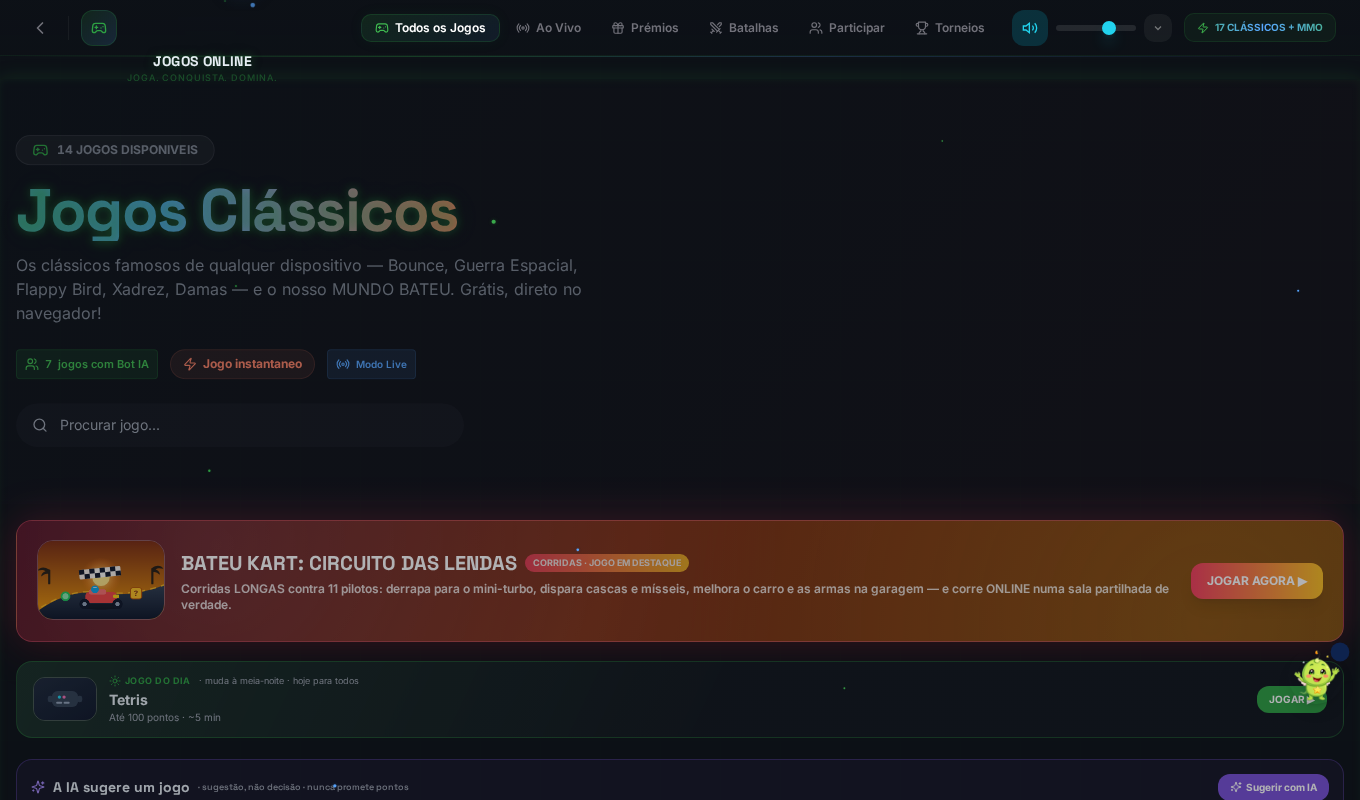 Todos os Jogos
Ao Vivo
Prémios
Batalhas
Participar
Torneios
17 CLÁSSICOS + MMO
JOGOS ONLINE
JOGA. CONQUISTA. DOMINA.
14 JOGOS DISPONIVEIS
Jogos Clássicos
Os clássicos famosos de qualquer dispositivo — Bounce, Guerra Espacial,
Flappy Bird, Xadrez, Damas — e o nosso MUNDO BATEU. Grátis, direto no
navegador!
7 jogos com Bot IA
Jogo instantaneo
Modo Live
Procurar jogo...
BATEU KART: CIRCUITO DAS LENDAS
CORRIDAS · JOGO EM DESTAQUE
Corridas LONGAS contra 11 pilotos: derrapa para o mini-turbo, dispara cascas e mísseis, melhora o carro e as armas na garagem — e corre ONLINE numa sala partilhada de
verdade.
JOGAR AGORA ▶
?
JOGO DO DIA · muda à meia-noite · hoje para todos
Tetris
Até 100 pontos · ~5 min
JOGAR ▶
A IA sugere um jogo · sugestão, não decisão · nunca promete pontos
Sugerir com IA